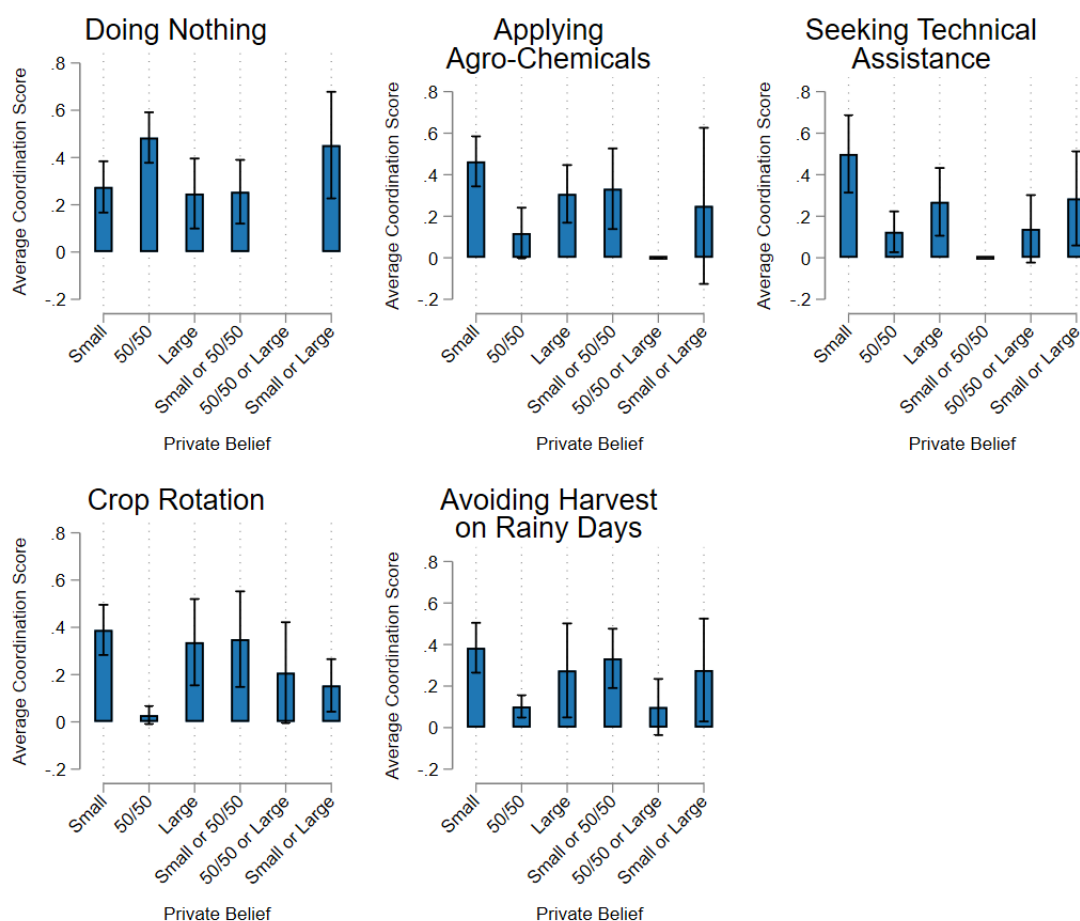 Doing Nothing
Average Coordination Score
.8
.6
.4
.2
0
-.2
Small
50/50
Large
Small or 50/50
50/50 or Large
Small or Large
Private Belief
Applying
Agro-Chemicals
Average Coordination Score
.8
.6
.4
.2
0
-.2
Small
50/50
Large
Small or 50/50
50/50 or Large
Small or Large
Private Belief
Seeking Technical
Assistance
Average Coordination Score
.8
.6
.4
.2
0
-.2
Small
50/50
Large
Small or 50/50
50/50 or Large
Small or Large
Private Belief
Crop Rotation
Average Coordination Score
.8
.6
.4
.2
0
-.2
Small
50/50
Large
Small or 50/50
50/50 or Large
Small or Large
Private Belief
Avoiding Harvest
on Rainy Days
Average Coordination Score
.8
.6
.4
.2
0
-.2
Small
50/50
Large
Small or 50/50
50/50 or Large
Small or Large
Private Belief